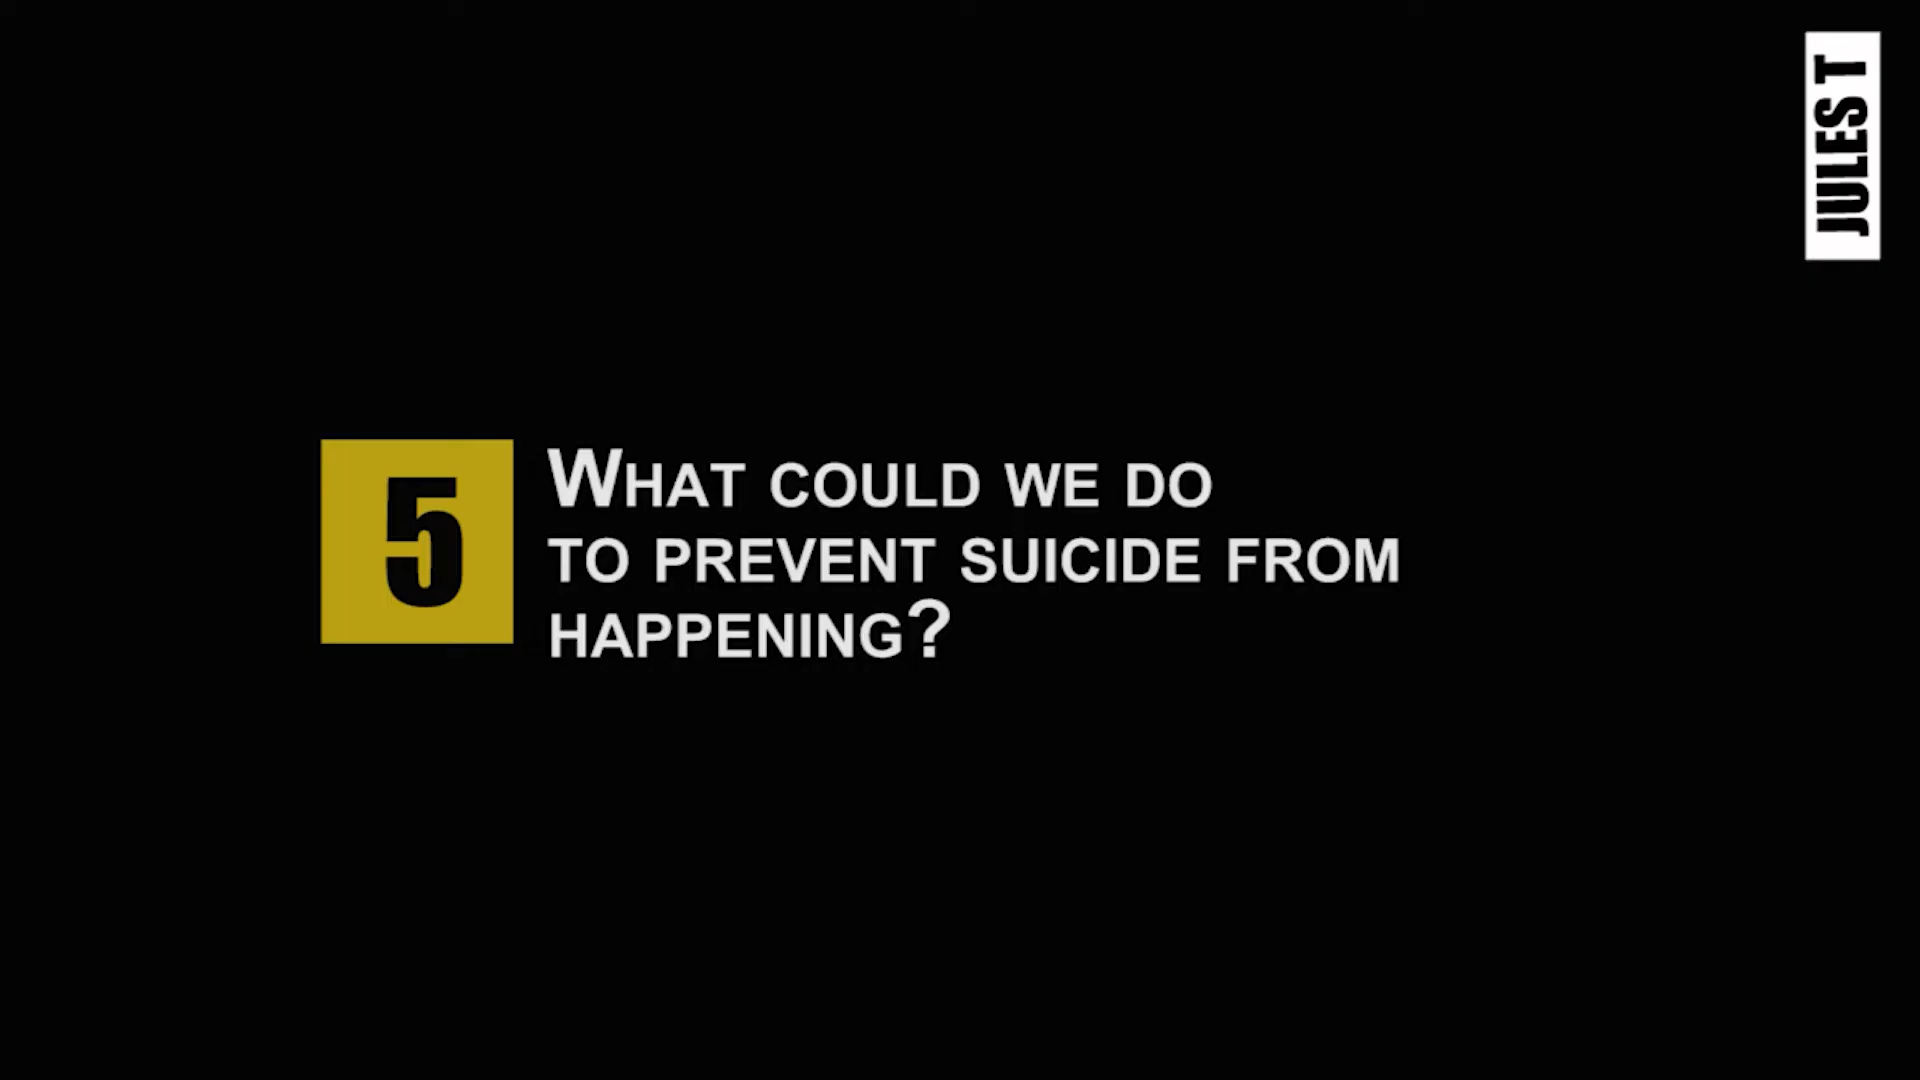 JULES T
5
WHAT COULD WE DO
TO PREVENT SUICIDE FROM
HAPPENING?